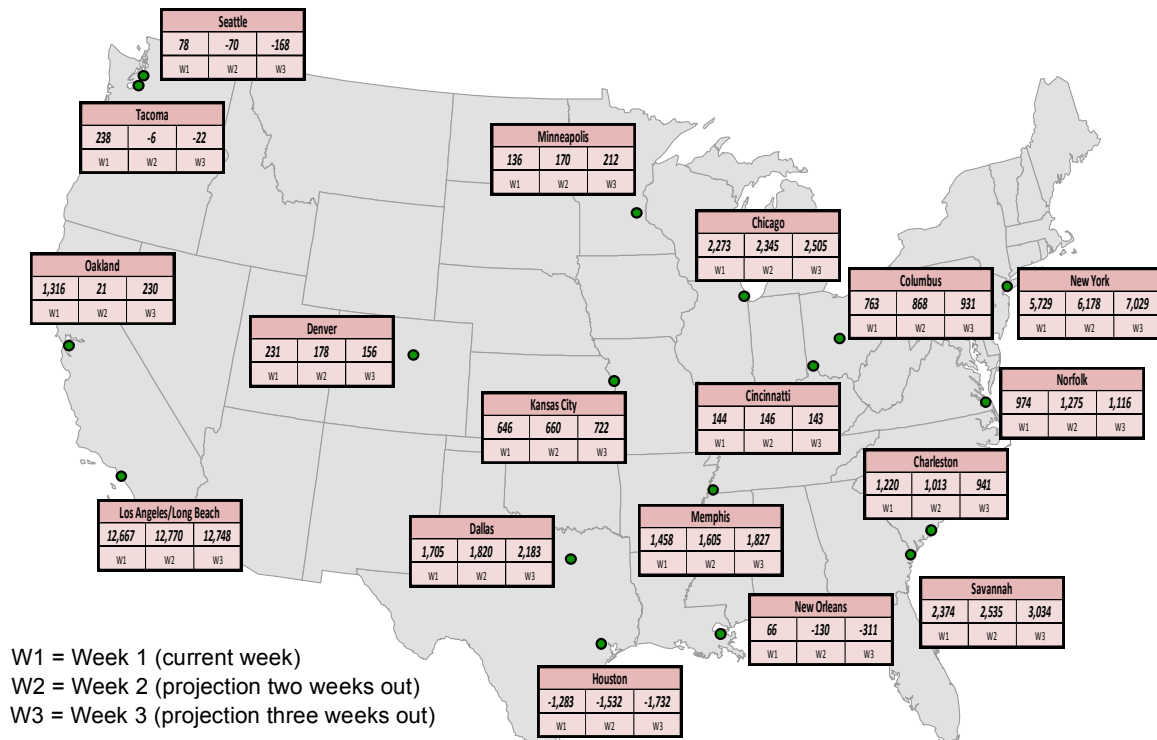 Seattle
78 -70 -168
W1 W2 W3
Tacoma
238 -6 -22
W1 W2 W3
Minneapolis
136 170 212
W1 W2 W3
Chicago
2,273 2,345 2,505
W1 W2 W3
Oakland
1,316 21 230
W1 W2 W3
Columbus
763 868 931
W1 W2 W3
New York
5,729 6,178 7,029
W1 W2 W3
Denver
231 178 156
W1 W2 W3
Kansas City
646 660 722
W1 W2 W3
Cincinnatti
144 146 143
W1 W2 W3
Norfolk
974 1,275 1,116
W1 W2 W3
Charleston
1,220 1,013 941
W1 W2 W3
Los Angeles/Long Beach
12,667 12,770 12,748
W1 W2 W3
Dallas
1,705 1,820 2,183
W1 W2 W3
Memphis
1,458 1,605 1,827
W1 W2 W3
Savannah
2,374 2,535 3,034
W1 W2 W3
New Orleans
66 -130 -311
W1 W2 W3
Houston
-1,283 -1,532 -1,732
W1 W2 W3
W1 = Week 1 (current week)
W2 = Week 2 (projection two weeks out)
W3 = Week 3 (projection three weeks out)